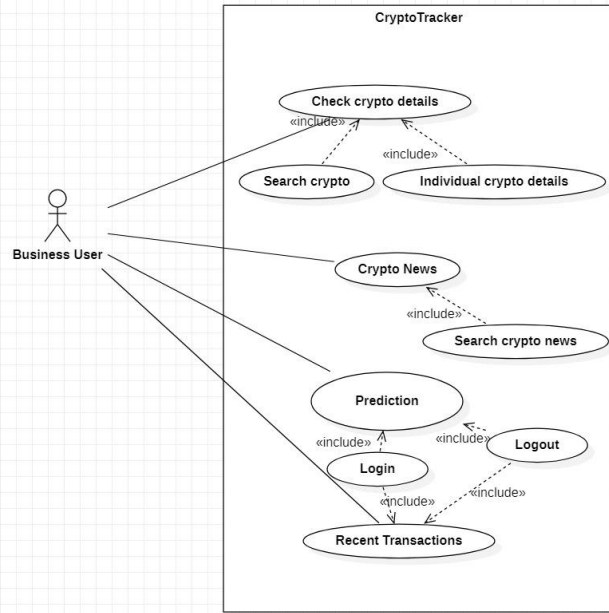 CryptoTracker
Check crypto details
«include»
«include»
Search crypto
Individual crypto details
Business User
Crypto News
«include»
Search crypto news
Prediction
«include»
«include»
Logout
Login
«include»
«include»
Recent Transactions